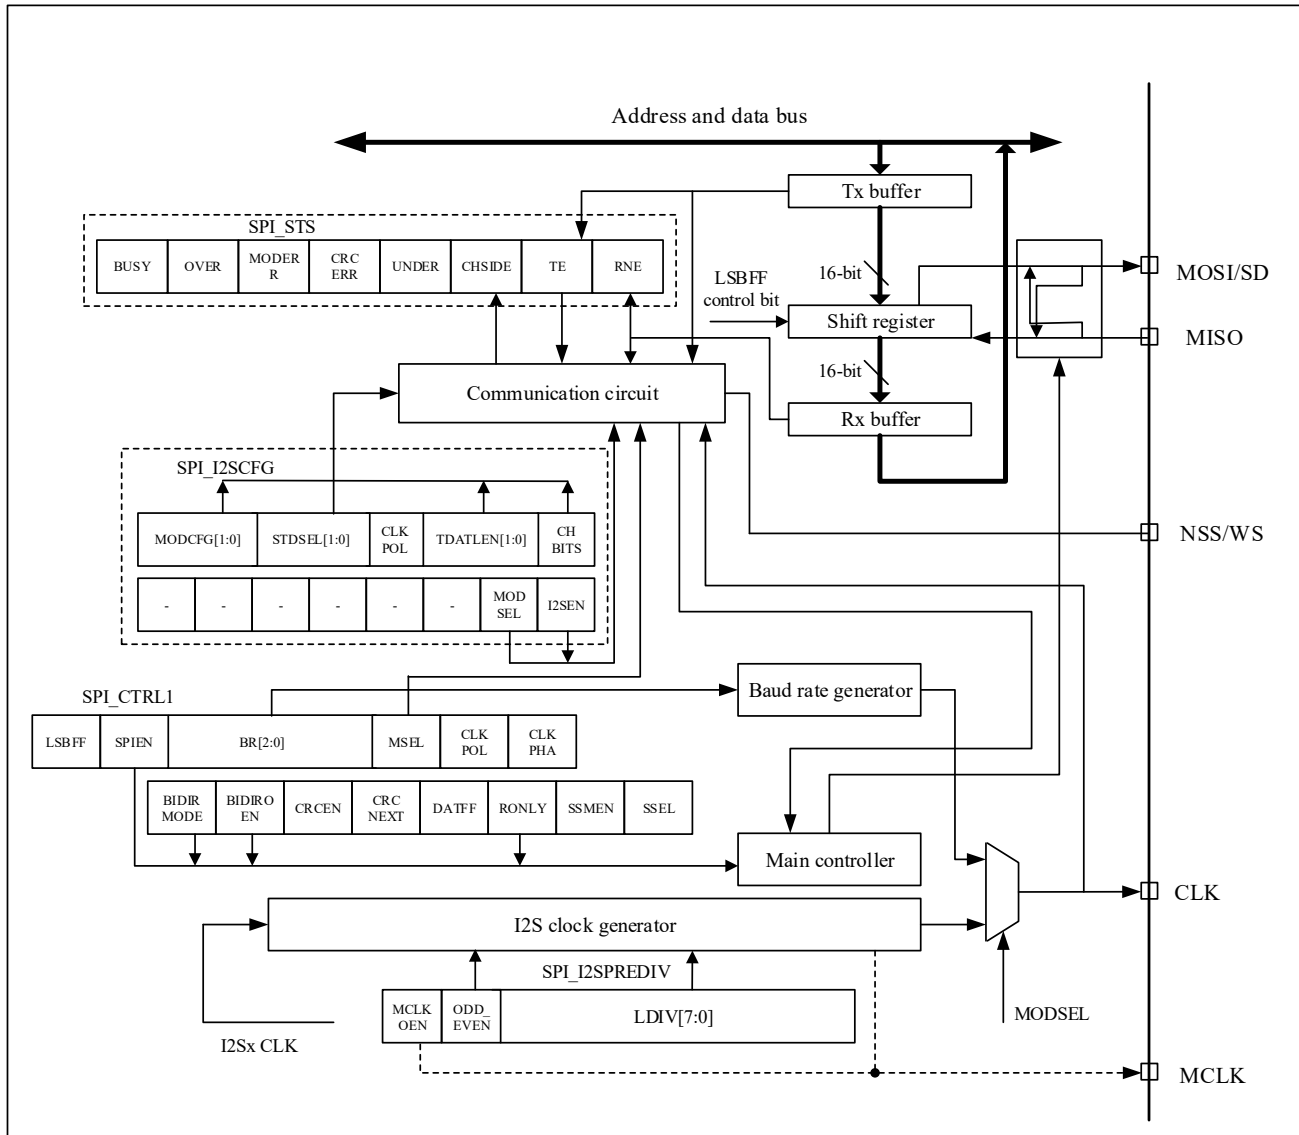 Address and data bus
Tx buffer
SPI_STS
BUSY
OVER
MODER
R
CRC
ERR
UNDER
CHSIDE
TE
RNE
16-bit
LSBFF
control bit
Shift register
MOSI/SD
MISO
16-bit
Communication circuit
Rx buffer
SPI_I2SCFG
MODCFG[1:0]
STDSEL[1:0]
CLK
POL
TDATLEN[1:0]
CH
BITS
NSS/WS
-
-
-
-
-
-
MOD
SEL
I2SEN
SPI_CTRL1
Baud rate generator
LSBFF
SPIEN
BR[2:0]
MSEL
CLK
POL
CLK
PHA
BIDIR
MODE
BIDIRO
EN
CRCEN
CRC
NEXT
DATFF
RONLY
SSMEN
SSEL
Main controller
CLK
I2S clock generator
SPI_I2SPREDIV
MCLK
OEN
ODD_
EVEN
LDIV[7:0]
MODSEL
I2Sx CLK
MCLK